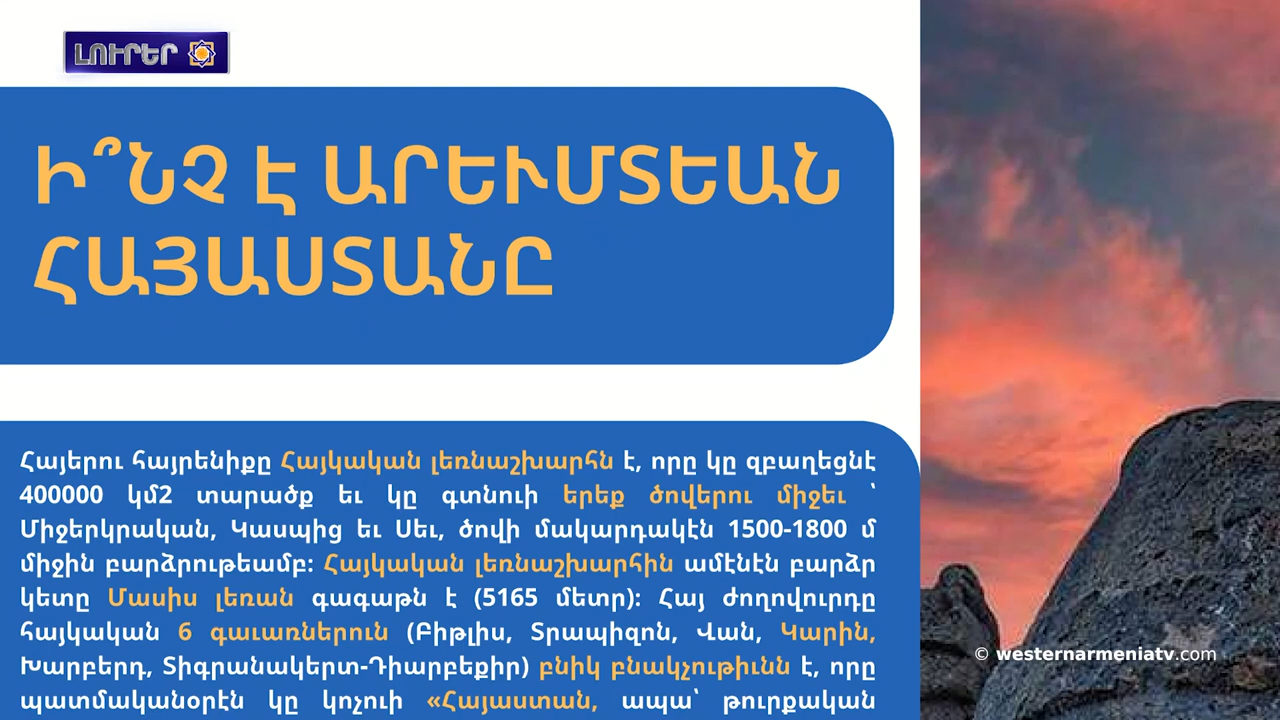 ԼՈՒՐԵՐ
Ի՞ՆՉ Է ԱՐԵՒՄՏԵԱՆ
ՀԱՅԱՍՏԱՆԸ
Հայերու հայրենիքը Հայկական լեռնաշխարհն է, որը կը զբաղեցնէ
400000 կմ2 տարածք եւ կը գտնուի երեք ծովերու միջեւ ՝
Միջերկրական, Կասպից եւ Սեւ, ծովի մակարդակէն 1500-1800 մ
միջին բարձրութեամբ։ Հայկական լեռնաշխարհին ամէնէն բարձր
կետը Մասիս լեռան գագաթն է (5165 մետր)։ Հայ ժողովուրդը
հայկական 6 գաւառներուն (Բիթլիս, Տրապիզոն, Վան, Կարին,
Խարբերդ, Տիգրանակերտ-Դիարբեքիր) բնիկ բնակչութիւնն է, որը
պատմականօրէն կը կոչուի «Հայաստան, ապա՝ թուրքական
© westernarmeniatv.com